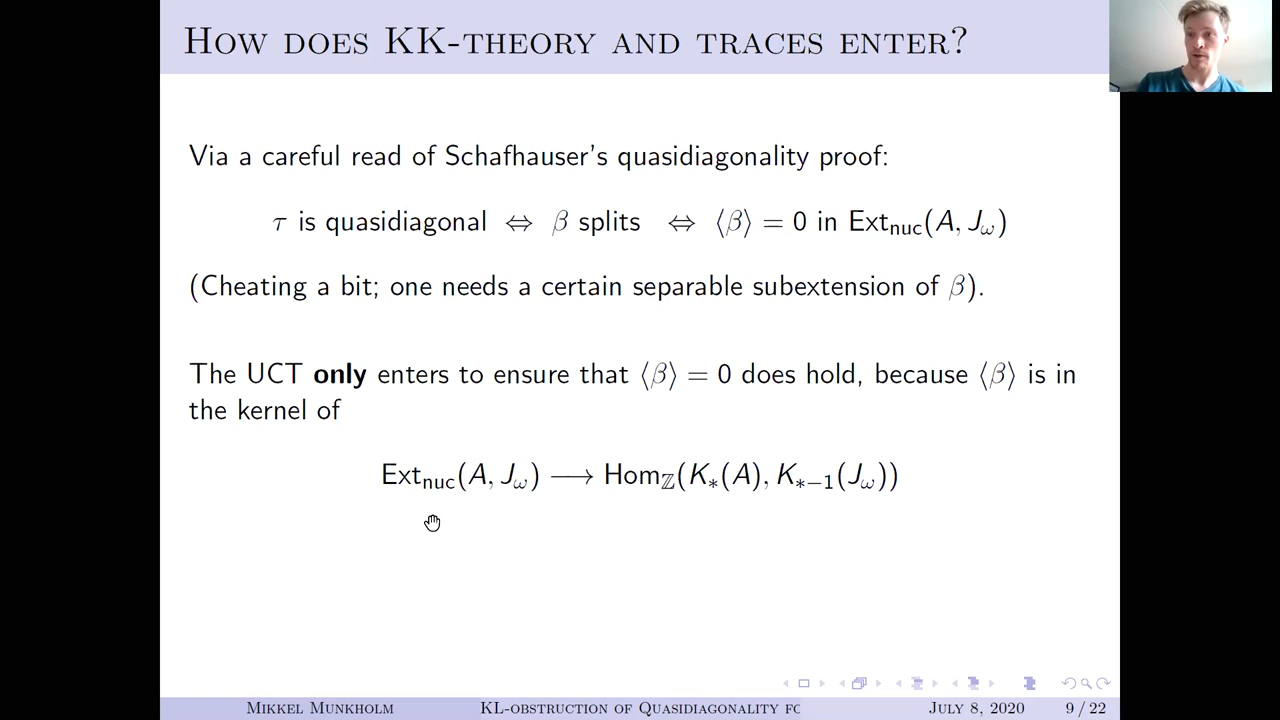 How does KK-theory and traces enter?
Via a careful read of Schafhauser's quasidiagonality proof:
τ is quasidiagonal ⇔ β splits ⇔ ⟨β⟩ = 0 in Ext_nuc(A, J_ω)
(Cheating a bit; one needs a certain separable subextension of β).
The UCT only enters to ensure that ⟨β⟩ = 0 does hold, because ⟨β⟩ is in
the kernel of
Ext_nuc(A, J_ω) ⟶ Hom_ℤ(K_*(A), K_{*−1}(J_ω))
Mikkel Munkholm KL-obstruction of Quasidiagonality fo July 8, 2020 9 / 22